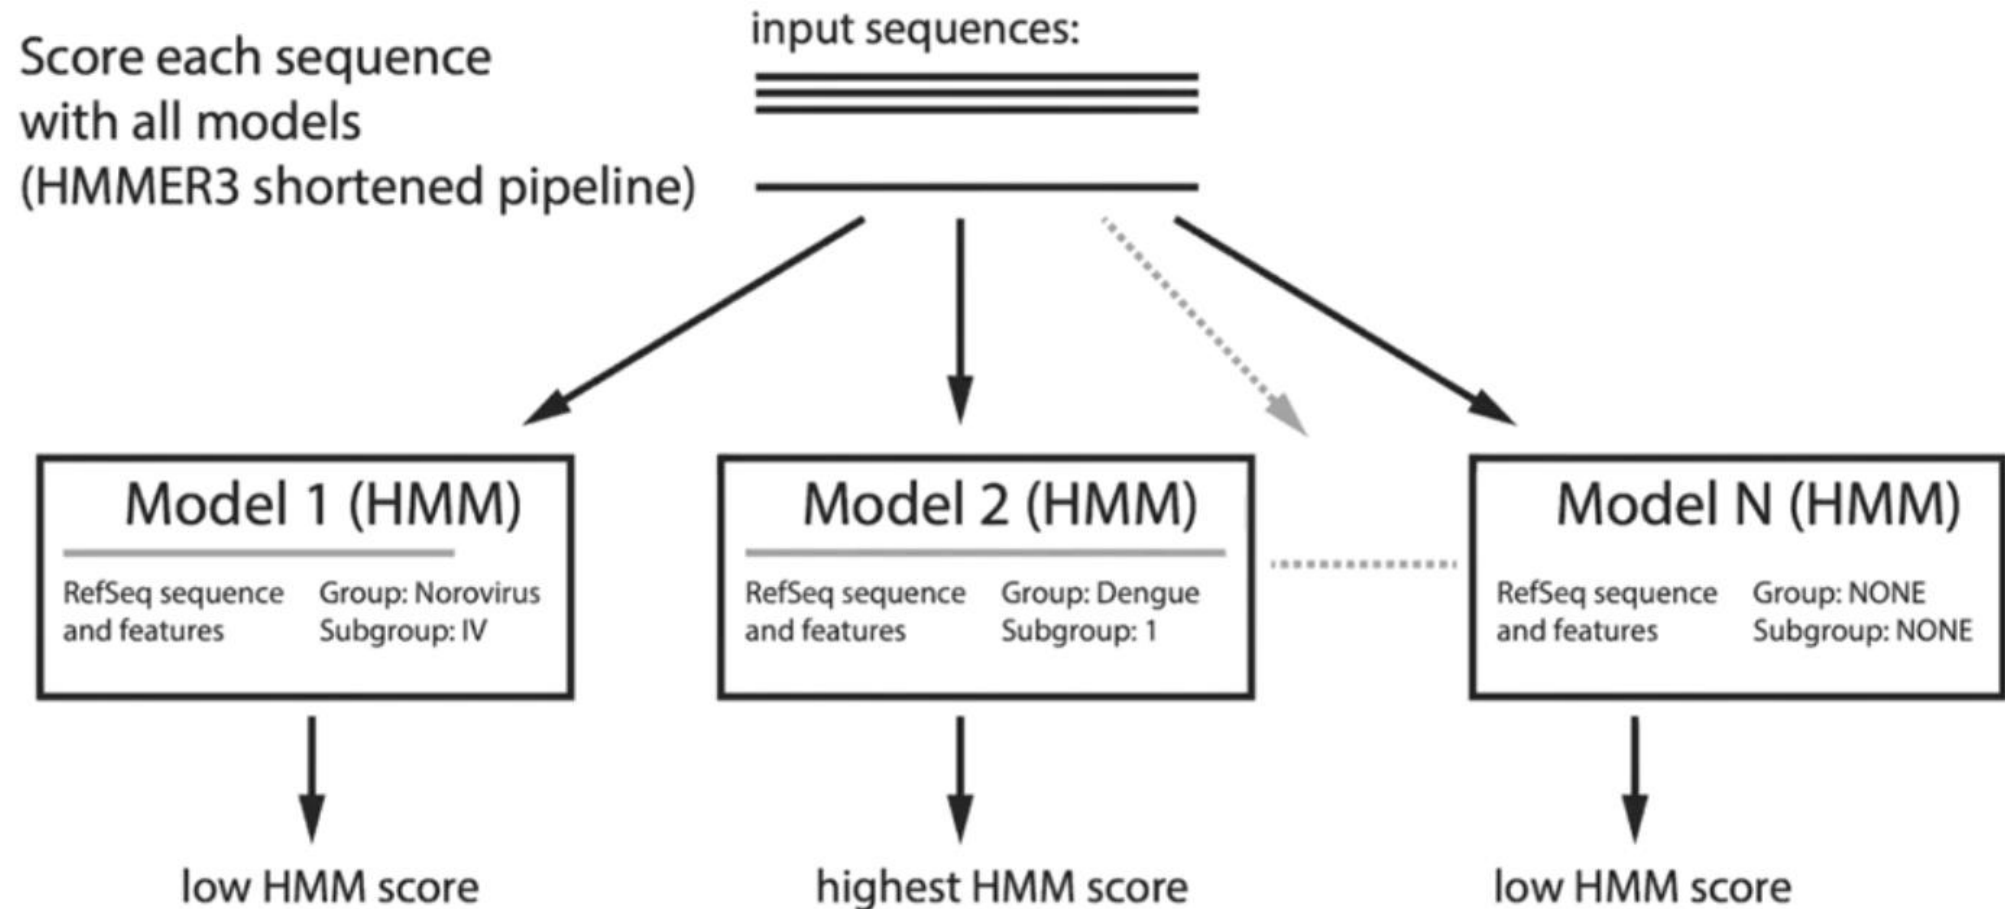 Score each sequence
with all models
(HMMER3 shortened pipeline)
input sequences:
Model 1 (HMM)
RefSeq sequence
and features
Group: Norovirus
Subgroup: IV
Model 2 (HMM)
RefSeq sequence
and features
Group: Dengue
Subgroup: 1
Model N (HMM)
RefSeq sequence
and features
Group: NONE
Subgroup: NONE
low HMM score
highest HMM score
low HMM score